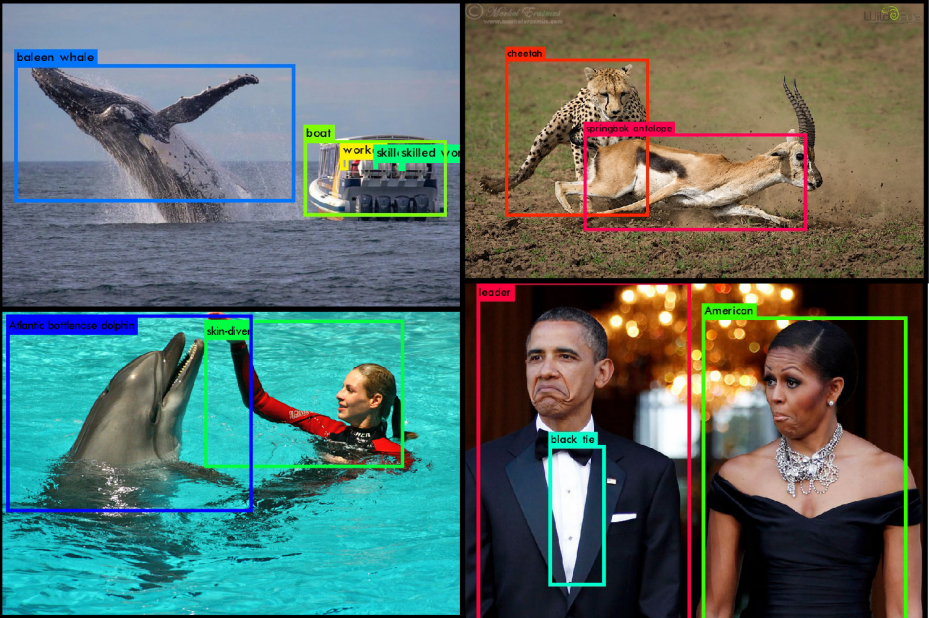 baleen whale
boat
work
skill
skilled wor
cheetah
springbok antelope
Atlantic bottlenose dolphin
skin-diver
leader
American
black tie